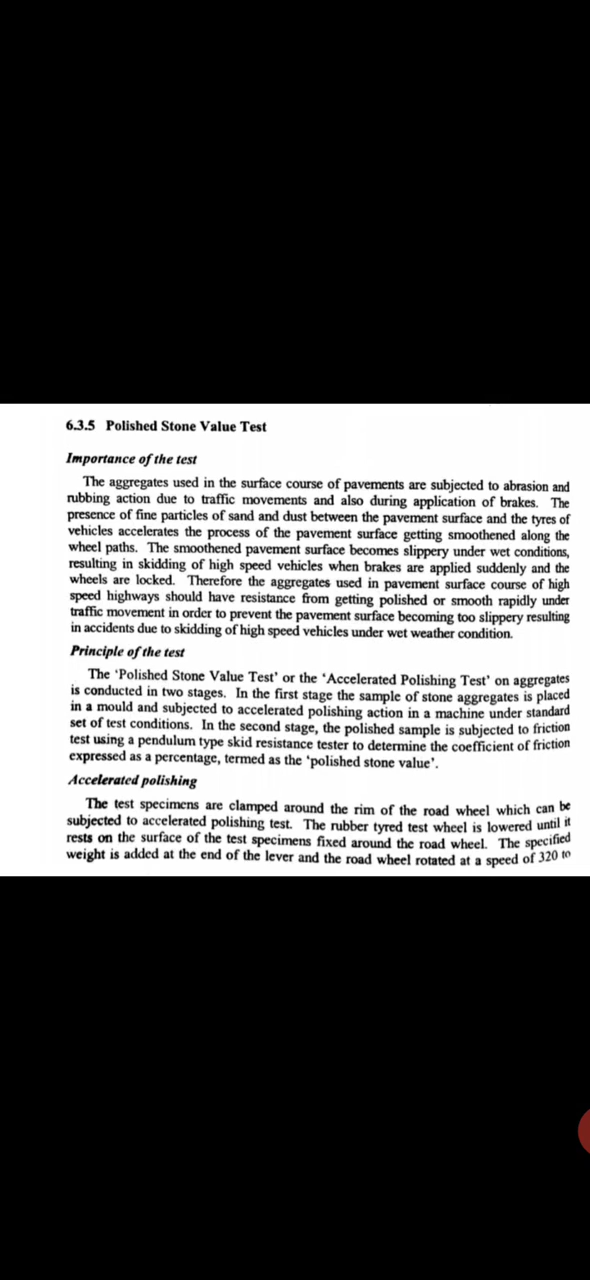 6.3.5 Polished Stone Value Test
Importance of the test
The aggregates used in the surface course of pavements are subjected to abrasion and
rubbing action due to traffic movements and also during application of brakes. The
presence of fine particles of sand and dust between the pavement surface and the tyres of
vehicles accelerates the process of the pavement surface getting smoothened along the
wheel paths. The smoothened pavement surface becomes slippery under wet conditions,
resulting in skidding of high speed vehicles when brakes are applied suddenly and the
wheels are locked. Therefore the aggregates used in pavement surface course of high
speed highways should have resistance from getting polished or smooth rapidly under
traffic movement in order to prevent the pavement surface becoming too slippery resulting
in accidents due to skidding of high speed vehicles under wet weather condition.
Principle of the test
The 'Polished Stone Value Test' or the 'Accelerated Polishing Test' on aggregates
is conducted in two stages. In the first stage the sample of stone aggregates is placed
in a mould and subjected to accelerated polishing action in a machine under standard
set of test conditions. In the second stage, the polished sample is subjected to friction
test using a pendulum type skid resistance tester to determine the coefficient of friction
expressed as a percentage, termed as the 'polished stone value'.
Accelerated polishing
The test specimens are clamped around the rim of the road wheel which can be
subjected to accelerated polishing test. The rubber tyred test wheel is lowered until it
rests on the surface of the test specimens fixed around the road wheel. The specified
weight is added at the end of the lever and the road wheel rotated at a speed of 320 to